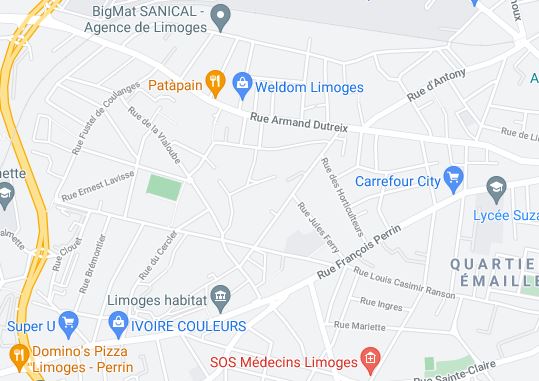 BigMat SANICAL -
Agence de Limoges
Patàpain
Weldom Limoges
Rue d'Antony
Rue Fustel de Coulanges
Rue de la Vialoube
Rue Armand Dutreix
Rue Ernest Lavisse
Rue des Horticulteurs
Carrefour City
Lycée Suza
Rue Jules Ferry
Rue François Perrin
Rue Clouet
Rue Brémontier
Rue du Cercler
QUARTIE
ÉMAILLE
Rue Louis Casimir Ranson
Limoges habitat
Rue Ingres
Super U
IVOIRE COULEURS
Rue Mariette
Domino's Pizza
Limoges - Perrin
SOS Médecins Limoges
Rue Sainte-Claire